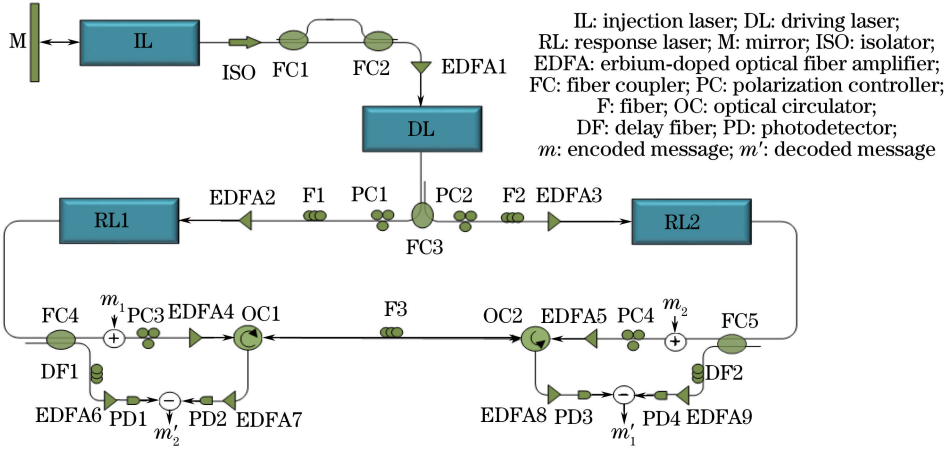 M
IL
ISO
FC1
FC2
EDFA1
IL: injection laser; DL: driving laser;
RL: response laser; M: mirror; ISO: isolator;
EDFA: erbium-doped optical fiber amplifier;
FC: fiber coupler; PC: polarization controller;
F: fiber; OC: optical circulator;
DF: delay fiber; PD: photodetector;
m: encoded message; m′: decoded message
DL
RL1
EDFA2
F1
PC1
FC3
PC2
F2
EDFA3
RL2
FC4
m₁
PC3
EDFA4
OC1
F3
OC2
EDFA5
PC4
m₂
FC5
DF1
DF2
EDFA6
PD1
−
PD2
EDFA7
m′₂
EDFA8
PD3
−
PD4
EDFA9
m′₁
+
+